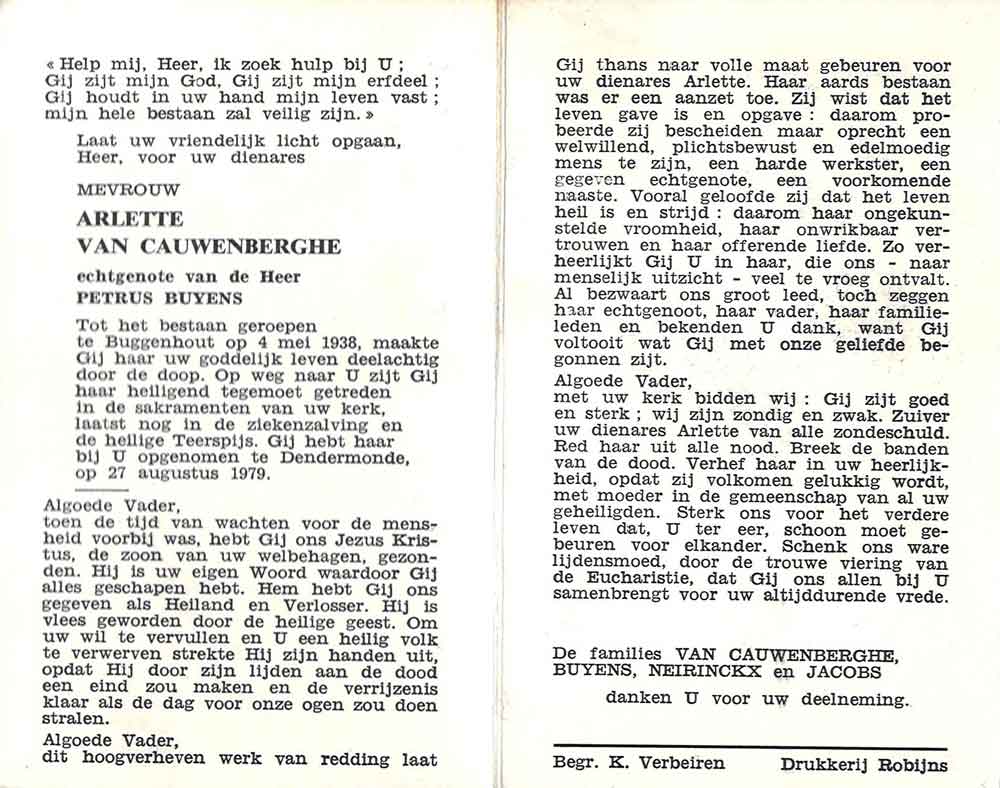 « Help mij, Heer, ik zoek hulp bij U ;
Gij zijt mijn God, Gij zijt mijn erfdeel ;
Gij houdt in uw hand mijn leven vast ;
mijn hele bestaan zal veilig zijn. »
Laat uw vriendelijk licht opgaan,
Heer, voor uw dienares
MEVROUW
ARLETTE
VAN CAUWENBERGHE
echtgenote van de Heer
PETRUS BUYENS
Tot het bestaan geroepen
te Buggenhout op 4 mei 1938, maakte
Gij haar uw goddelijk leven deelachtig
door de doop. Op weg naar U zijt Gij
haar heiligend tegemoet getreden
in de sakramenten van uw kerk,
laatst nog in de ziekenzalving en
de heilige Teerspijs. Gij hebt haar
bij U opgenomen te Dendermonde,
op 27 augustus 1979.
Algoede Vader,
toen de tijd van wachten voor de mens-
heid voorbij was, hebt Gij ons Jezus Kris-
tus, de zoon van uw welbehagen, gezon-
den. Hij is uw eigen Woord waardoor Gij
alles geschapen hebt. Hem hebt Gij ons
gegeven als Heiland en Verlosser. Hij is
vlees geworden door de heilige geest. Om
uw wil te vervullen en U een heilig volk
te verwerven strekte Hij zijn handen uit,
opdat Hij door zijn lijden aan de dood
een eind zou maken en de verrijzenis
klaar als de dag voor onze ogen zou doen
stralen.
Algoede Vader,
dit hoogverheven werk van redding laat
Gij thans naar volle maat gebeuren voor
uw dienares Arlette. Haar aards bestaan
was er een aanzet toe. Zij wist dat het
leven gave is en opgave : daarom pro-
beerde zij bescheiden maar oprecht een
welwillend, plichtsbewust en edelmoedig
mens te zijn, een harde werkster, een
gegeven echtgenote, een voorkomende
naaste. Vooral geloofde zij dat het leven
heil is en strijd : daarom haar ongekun-
stelde vroomheid, haar onwrikbaar ver-
trouwen en haar offerende liefde. Zo ver-
heerlijkt Gij U in haar, die ons - naar
menselijk uitzicht - veel te vroeg ontvalt.
Al bezwaart ons groot leed, toch zeggen
haar echtgenoot, haar vader, haar familie-
leden en bekenden U dank, want Gij
voltooit wat Gij met onze geliefde be-
gonnen zijt.
Algoede Vader,
met uw kerk bidden wij : Gij zijt goed
en sterk ; wij zijn zondig en zwak. Zuiver
uw dienares Arlette van alle zondeschuld.
Red haar uit alle nood. Breek de banden
van de dood. Verhef haar in uw heerlijk-
heid, opdat zij volkomen gelukkig wordt,
met moeder in de gemeenschap van al uw
geheiligden. Sterk ons voor het verdere
leven dat, U ter eer, schoon moet ge-
beuren voor elkander. Schenk ons ware
lijdensmoed, door de trouwe viering van
de Eucharistie, dat Gij ons allen bij U
samenbrengt voor uw altijddurende vrede.
De families VAN CAUWENBERGHE,
BUYENS, NEIRINCKX en JACOBS
danken U voor uw deelneming.
Begr. K. Verbeiren Drukkerij Robijns